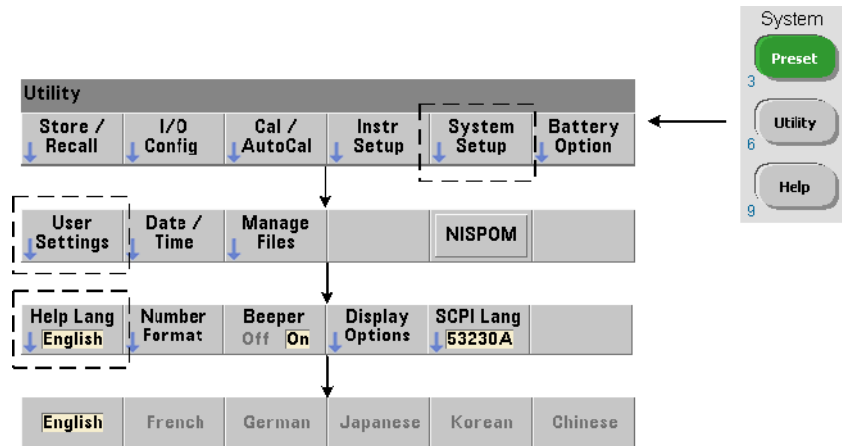 System
Preset
3
Utility
6
Help
9
Utility
Store / Recall
I/O Config
Cal / AutoCal
Instr Setup
System Setup
Battery Option
User Settings
Date / Time
Manage Files
NISPOM
Help Lang English
Number Format
Beeper Off On
Display Options
SCPI Lang 53230A
English
French
German
Japanese
Korean
Chinese